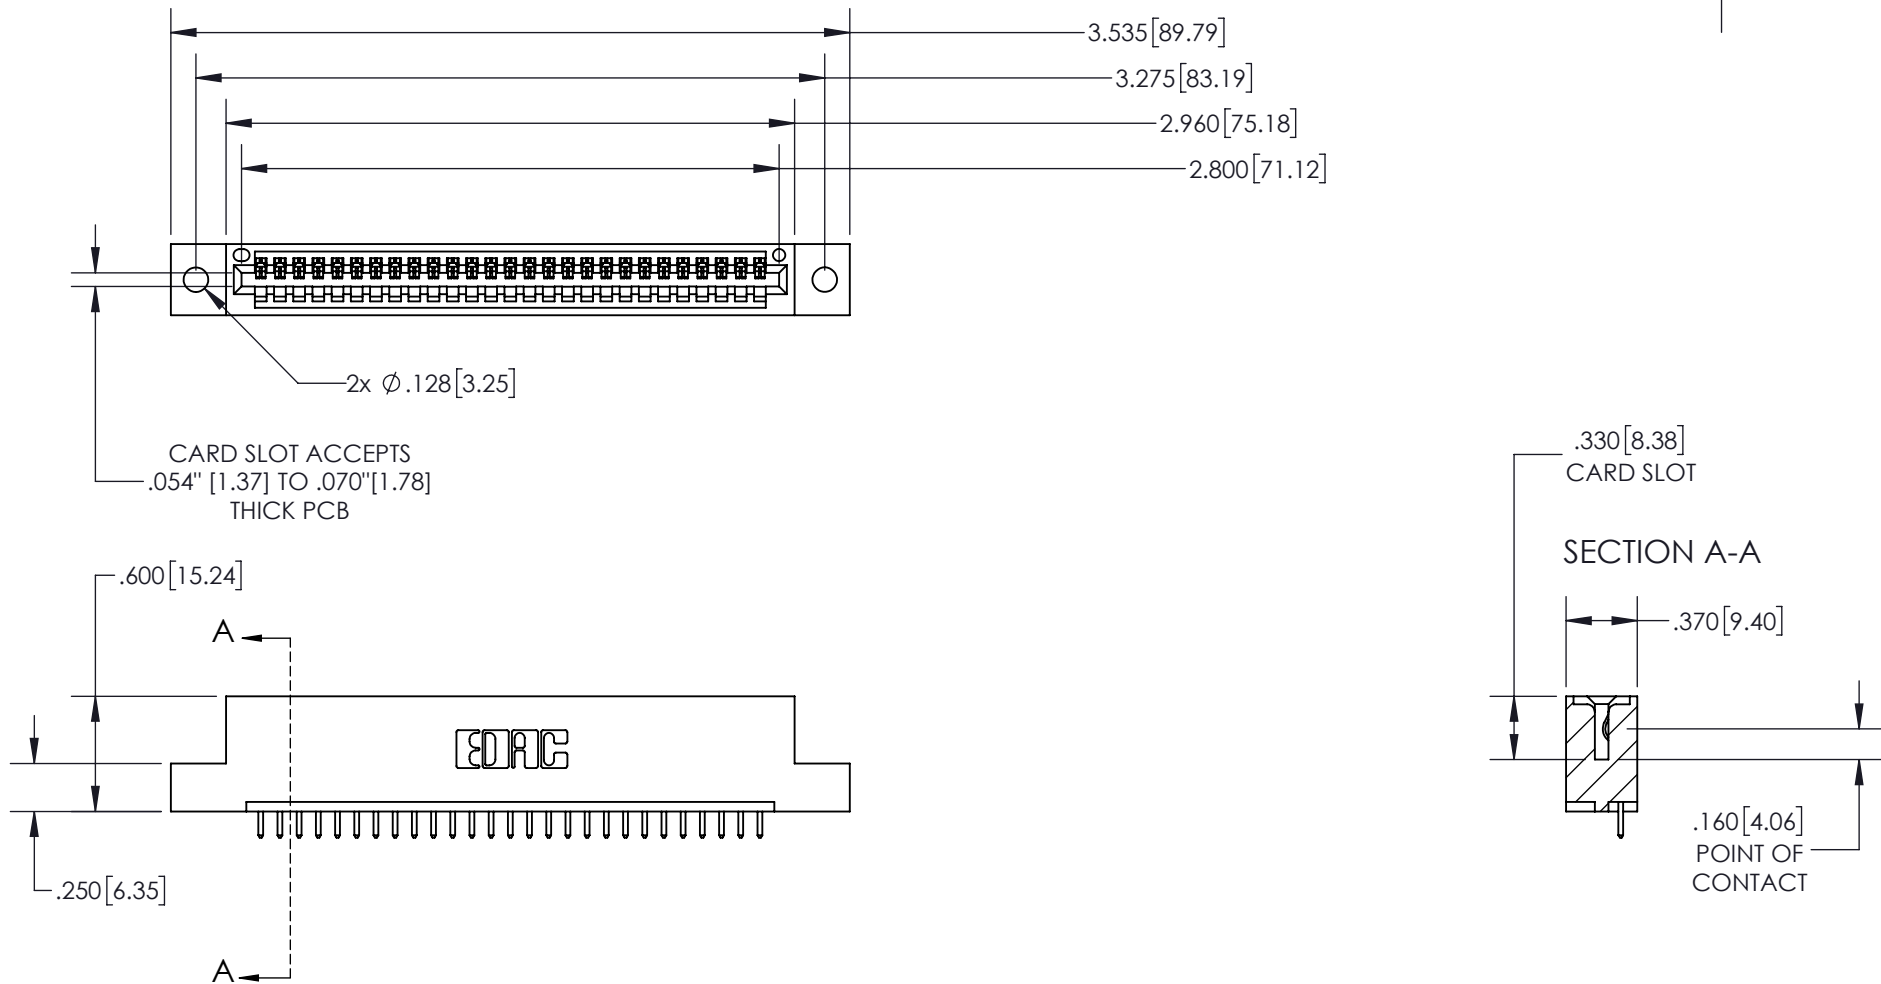 3.535[89.79]
3.275[83.19]
2.960[75.18]
2.800[71.12]
2x Ø.128[3.25]
CARD SLOT ACCEPTS
.054" [1.37] TO .070"[1.78]
THICK PCB
.330[8.38]
CARD SLOT
SECTION A-A
.600[15.24]
.370[9.40]
A
EDAC
.160[4.06]
POINT OF
CONTACT
.250[6.35]
A